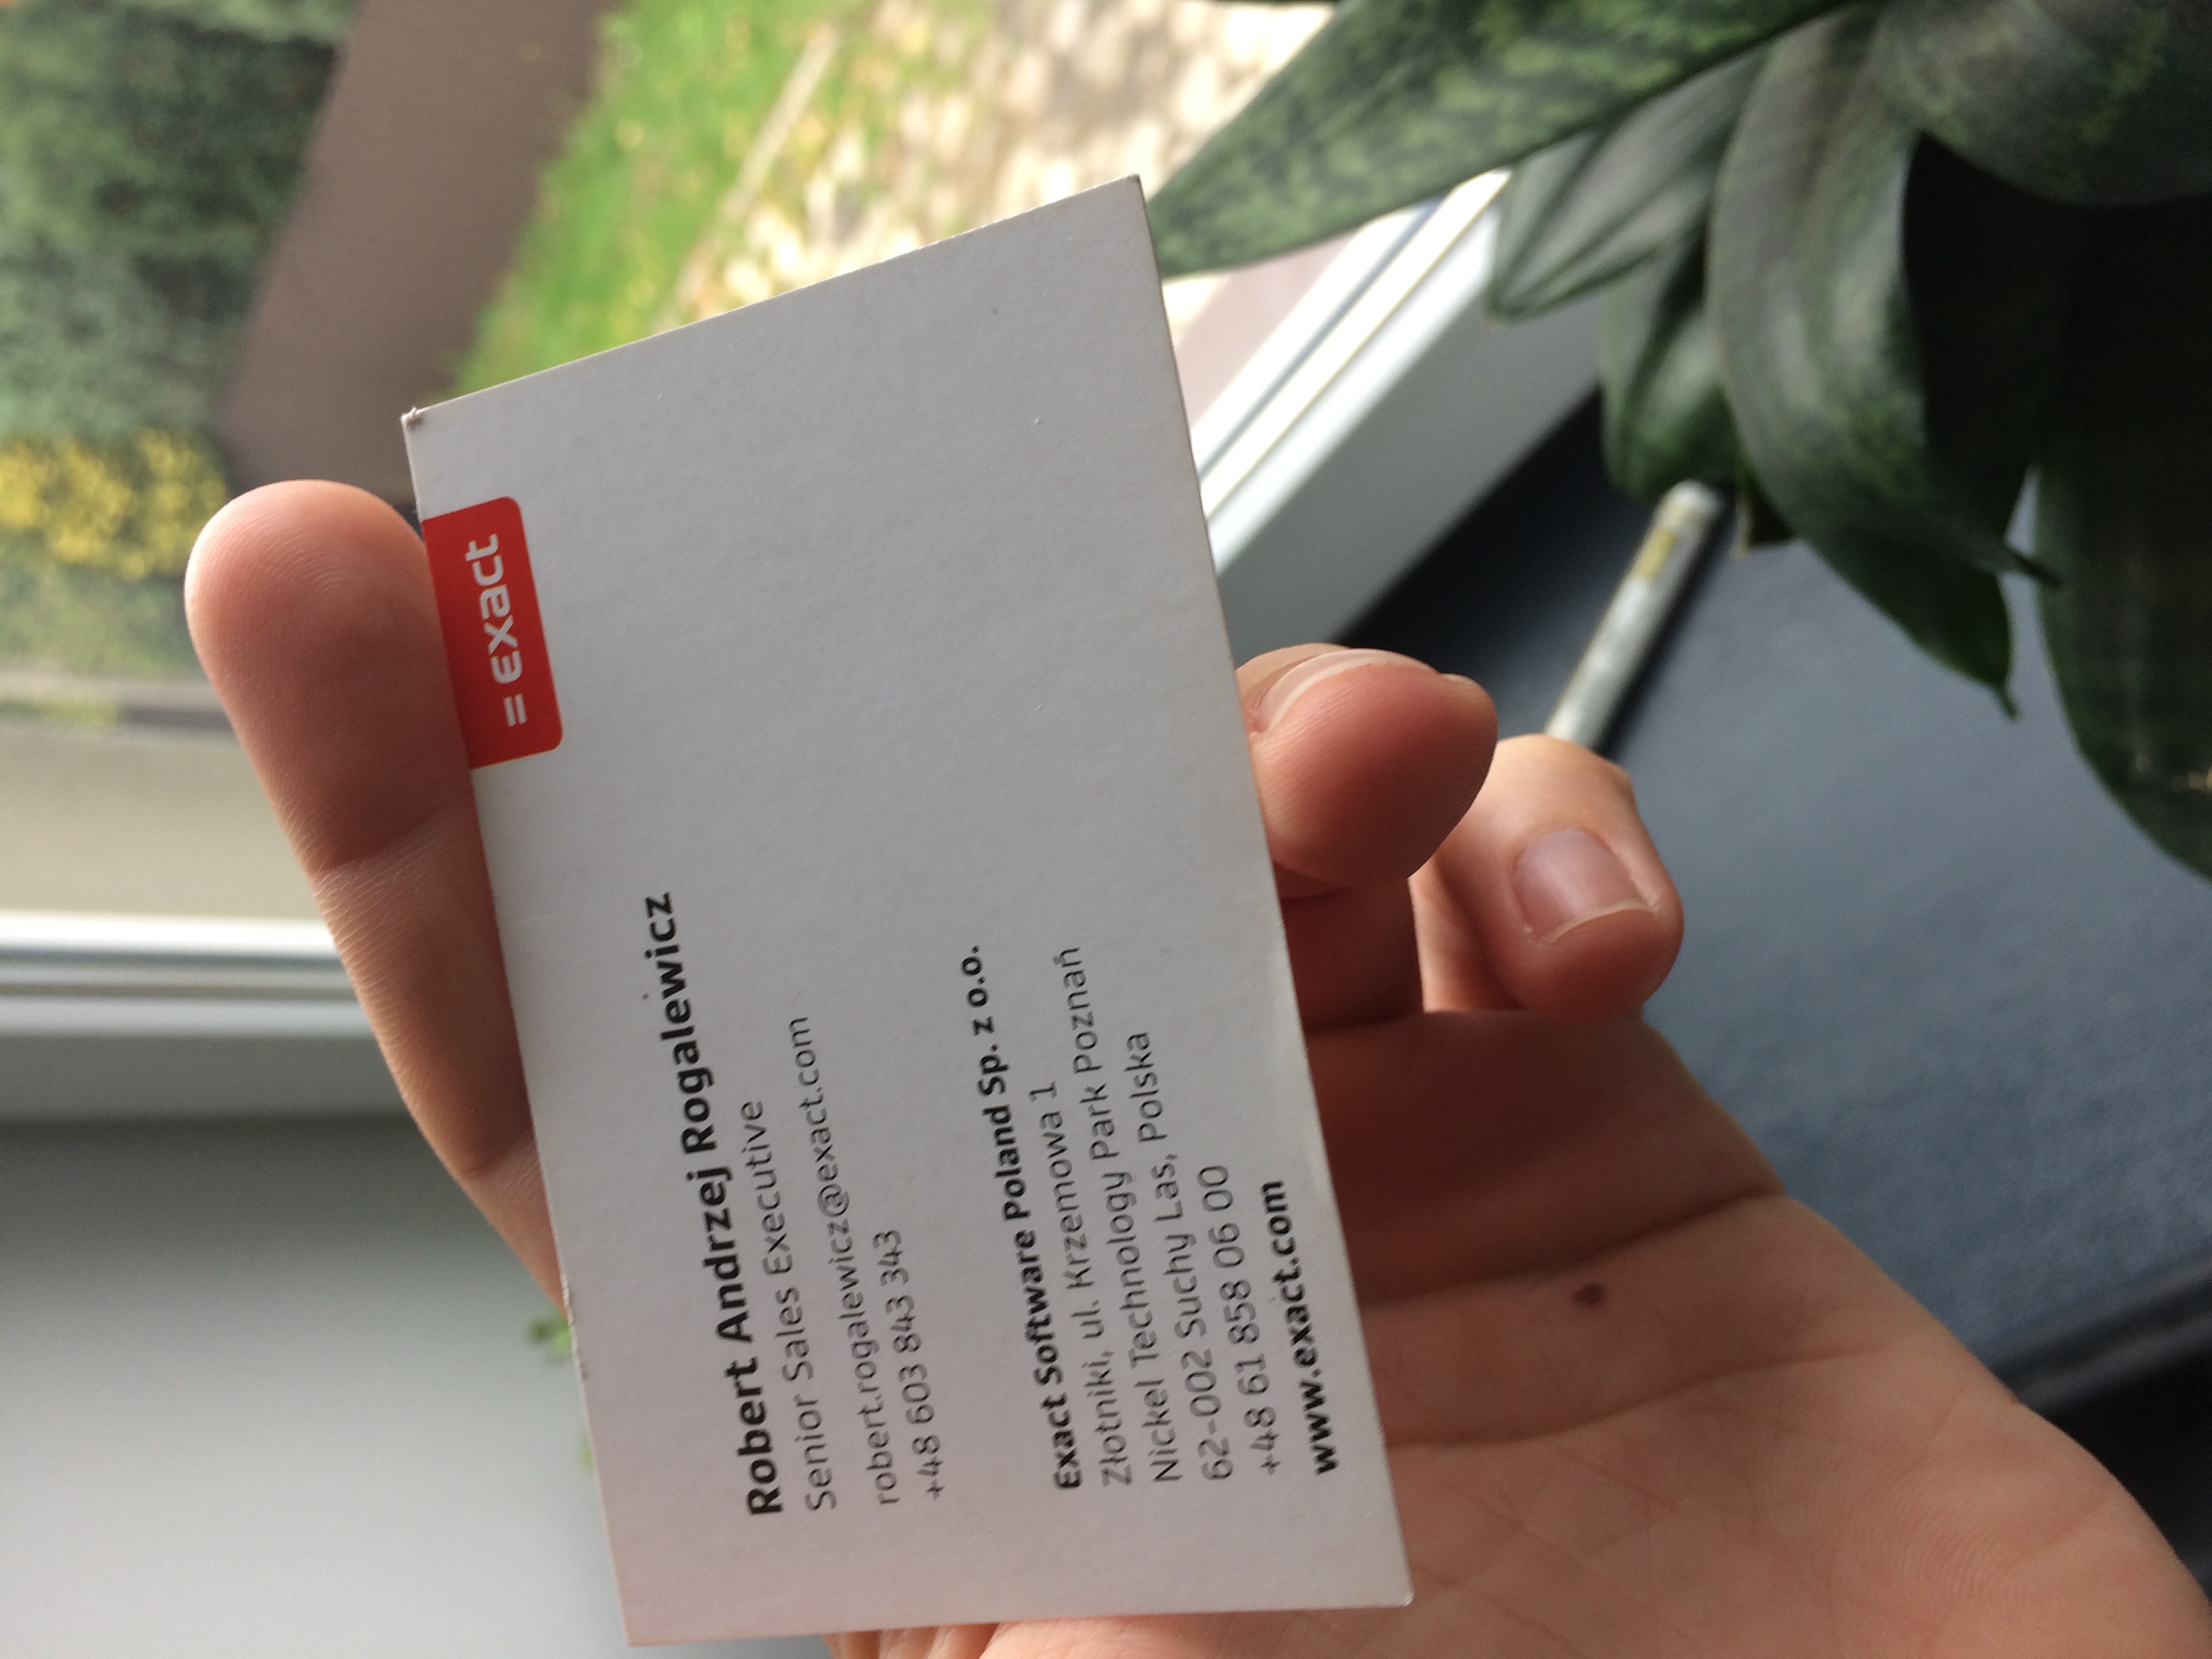 = exact
Robert Andrzej Rogalewicz
Senior Sales Executive
robert.rogalewicz@exact.com
+48 603 843 343
Exact Software Poland Sp. z o.o.
Złotniki, ul. Krzemowa 1
Nickel Technology Park Poznań
62-002 Suchy Las, Polska
+48 61 858 06 00
www.exact.com